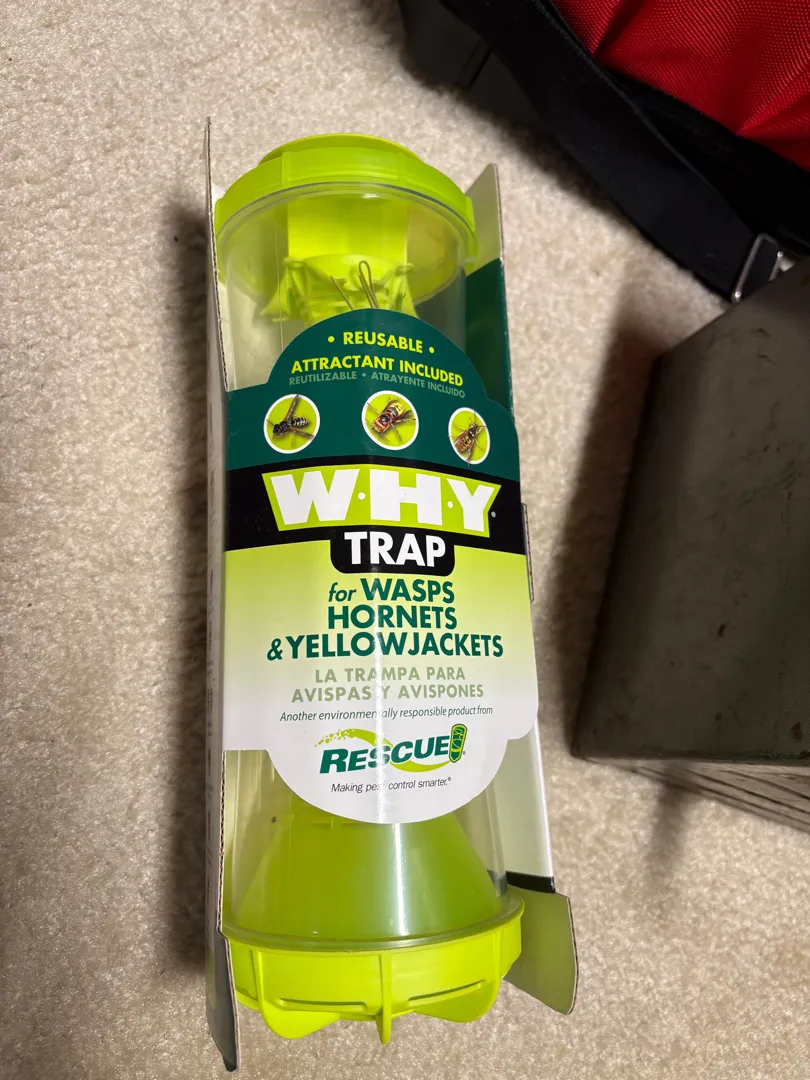 • REUSABLE •
ATTRACTANT INCLUDED
REUTILIZABLE • ATRAYENTE INCLUIDO
W·H·Y®
TRAP
for WASPS
HORNETS
& YELLOWJACKETS
LA TRAMPA PARA
AVISPAS Y AVISPONES
Another environmentally responsible product from
RESCUE!®
Making pest control smarter.®